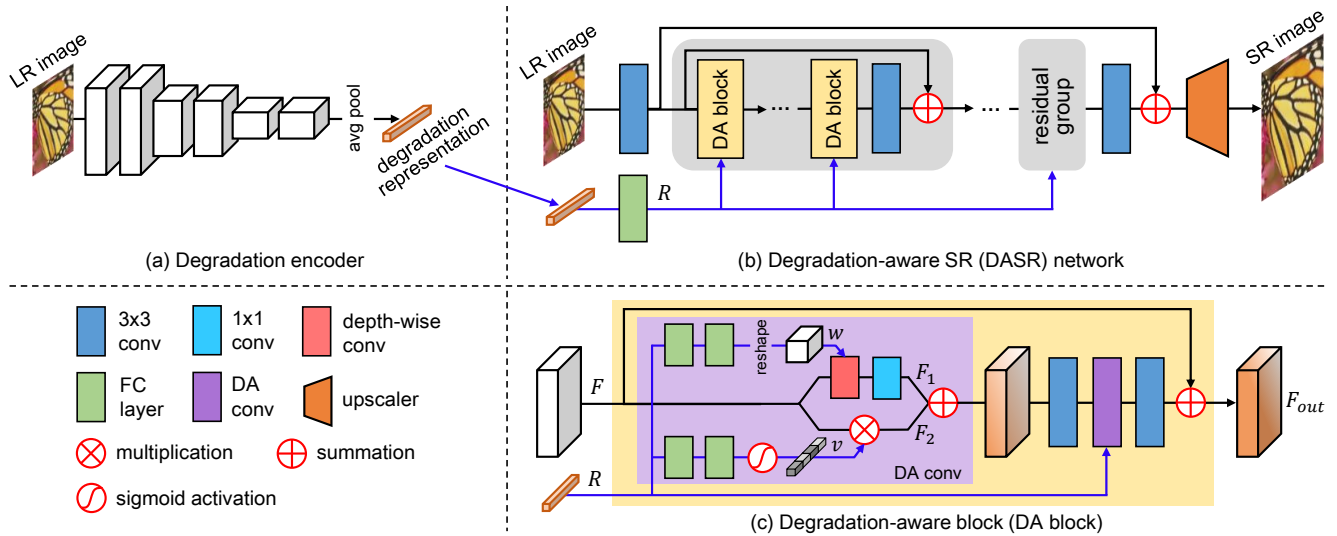 LR image
avg pool
degradation
representation
(a) Degradation encoder
LR image
DA block
...
DA block
...
residual
group
SR image
R
(b) Degradation-aware SR (DASR) network
3x3
conv
1x1
conv
depth-wise
conv
FC
layer
DA
conv
upscaler
multiplication
summation
sigmoid activation
F
reshape
w
F1
F2
v
DA conv
R
Fout
(c) Degradation-aware block (DA block)